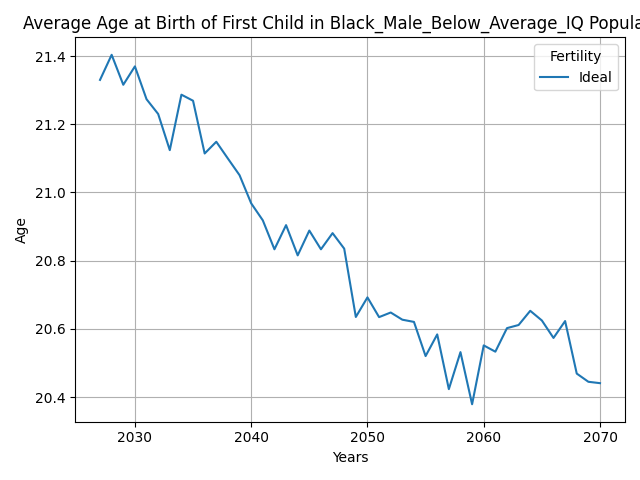 Average Age at Birth of First Child in Black_Male_Below_Average_IQ Popula
Fertility
Ideal
21.4
21.2
21.0
20.8
20.6
20.4
Age
2030 2040 2050 2060 2070
Years